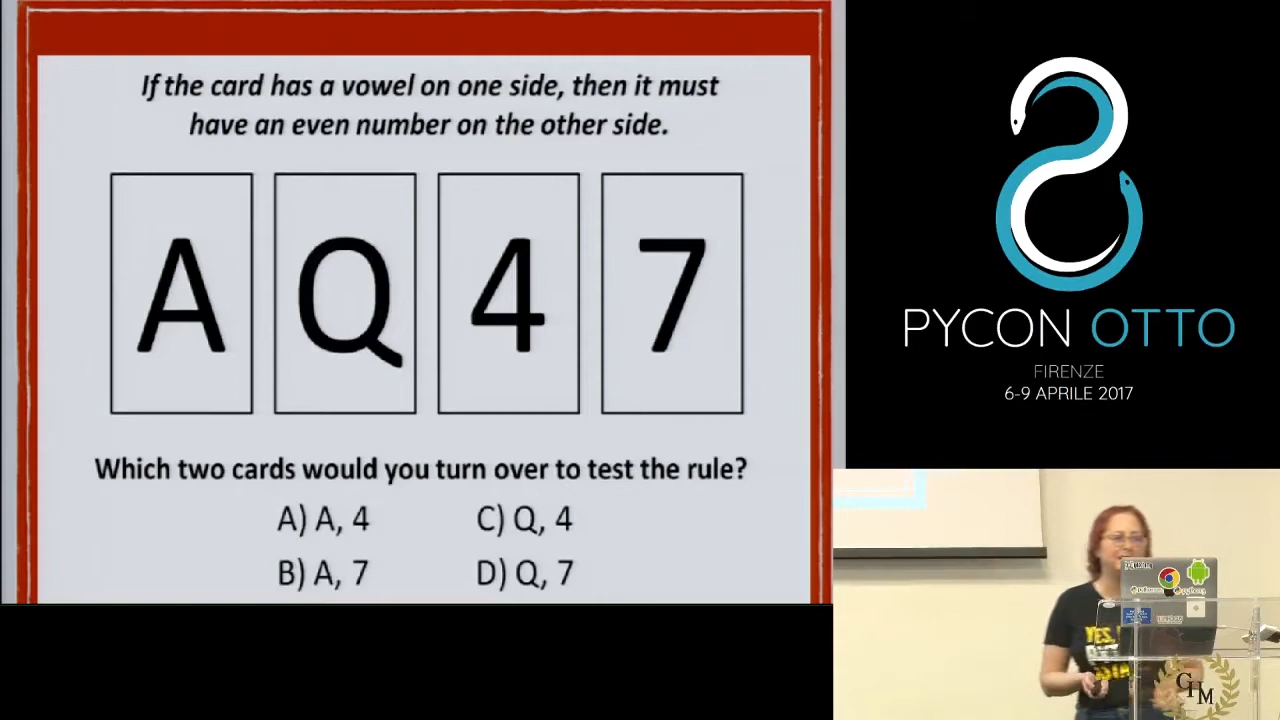 If the card has a vowel on one side, then it must
have an even number on the other side.
A Q 4 7
Which two cards would you turn over to test the rule?
A) A, 4
C) Q, 4
B) A, 7
D) Q, 7
PYCON OTTO
FIRENZE
6-9 APRILE 2017
YES, I
GHM